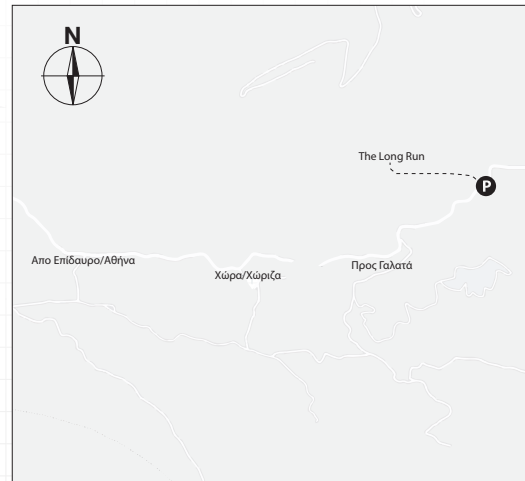 N
The Long Run
P
Απο Επίδαυρο/Αθήνα
Χώρα/Χώριζα
Προς Γαλατά